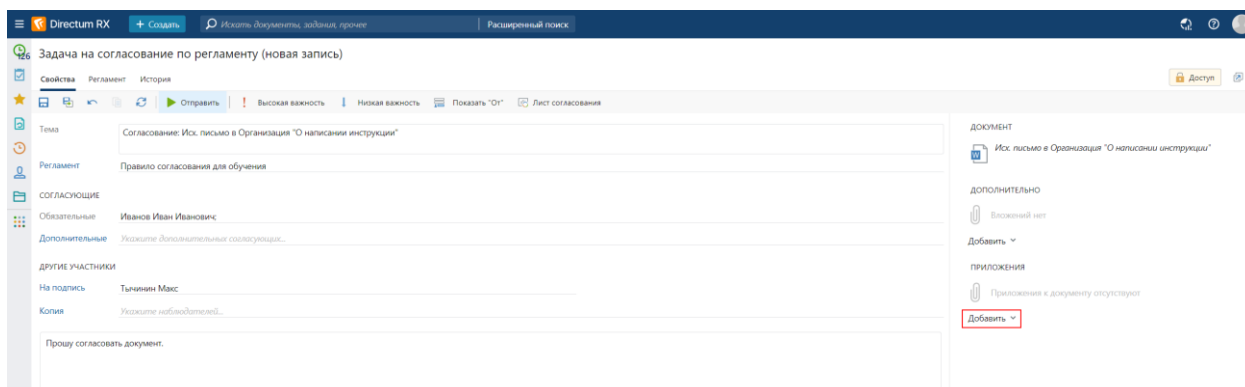 Directum RX
+ Создать
Искать документы, задания, прочее
Расширенный поиск
126
Задача на согласование по регламенту (новая запись)
Свойства Регламент История
Доступ
Отправить
Высокая важность
Низкая важность
Показать "От"
Лист согласования
Тема
Согласование: Исх. письмо в Организация "О написании инструкции"
Регламент
Правило согласования для обучения
СОГЛАСУЮЩИЕ
Обязательные
Иванов Иван Иванович;
Дополнительные
Укажите дополнительных согласующих...
ДРУГИЕ УЧАСТНИКИ
На подпись
Тычинин Макс
Копия
Укажите наблюдателей...
Прошу согласовать документ.
ДОКУМЕНТ
Исх. письмо в Организация "О написании инструкции"
ДОПОЛНИТЕЛЬНО
Вложений нет
Добавить
ПРИЛОЖЕНИЯ
Приложения к документу отсутствуют
Добавить